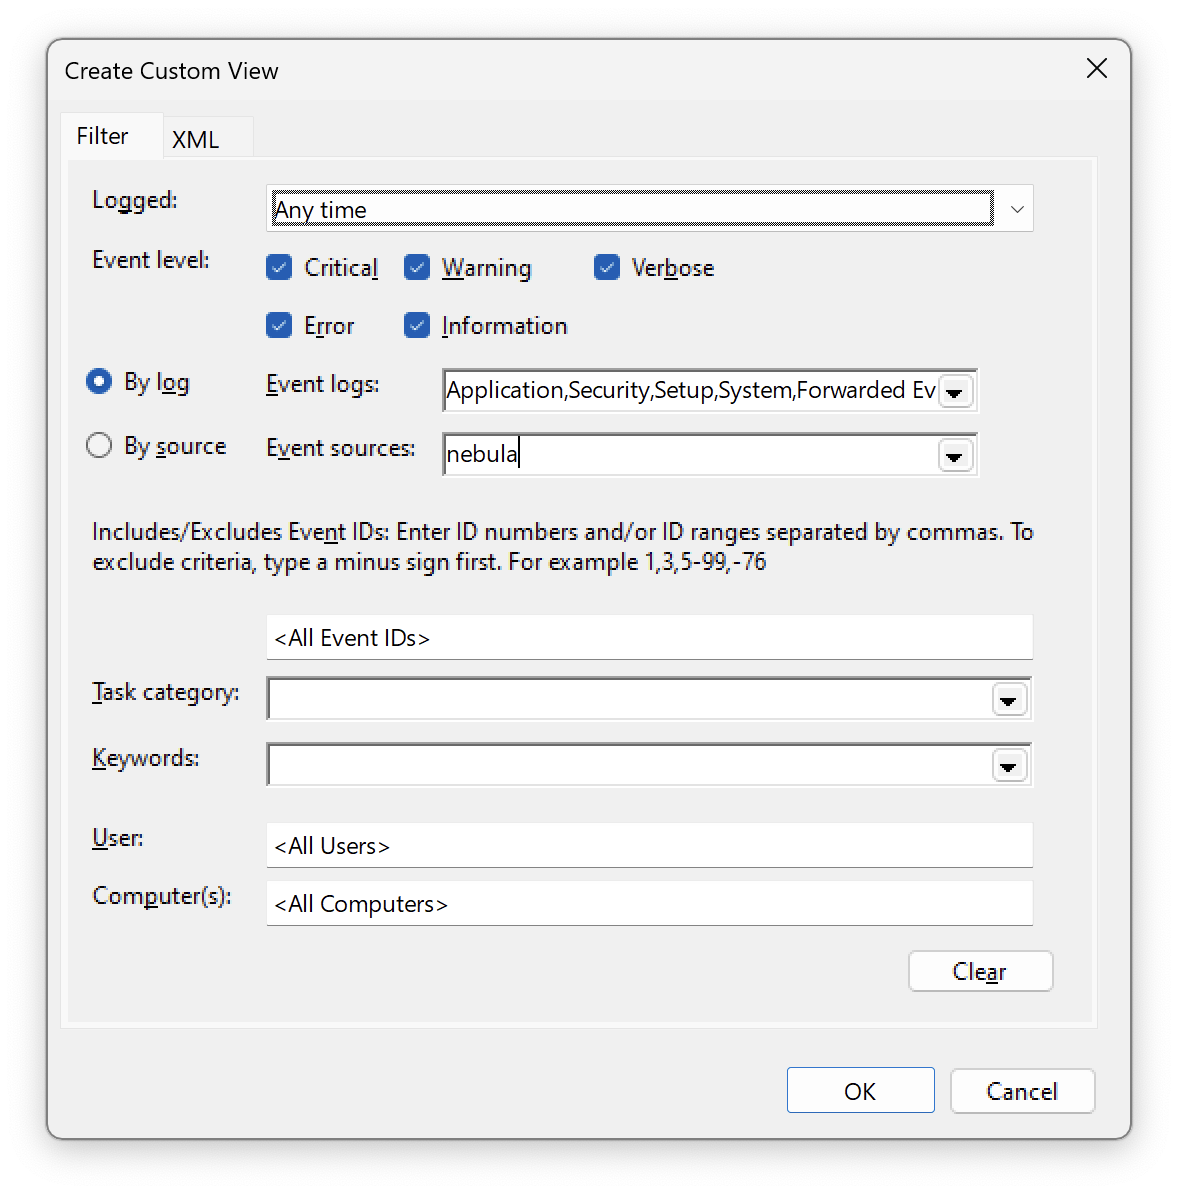 Create Custom View
Filter
XML
Logged:
Any time
Event level:
Critical
Warning
Verbose
Error
Information
By log
Event logs:
Application,Security,Setup,System,Forwarded Ev
By source
Event sources:
nebula
Includes/Excludes Event IDs: Enter ID numbers and/or ID ranges separated by commas. To
exclude criteria, type a minus sign first. For example 1,3,5-99,-76
<All Event IDs>
Task category:
Keywords:
User:
<All Users>
Computer(s):
<All Computers>
Clear
OK
Cancel